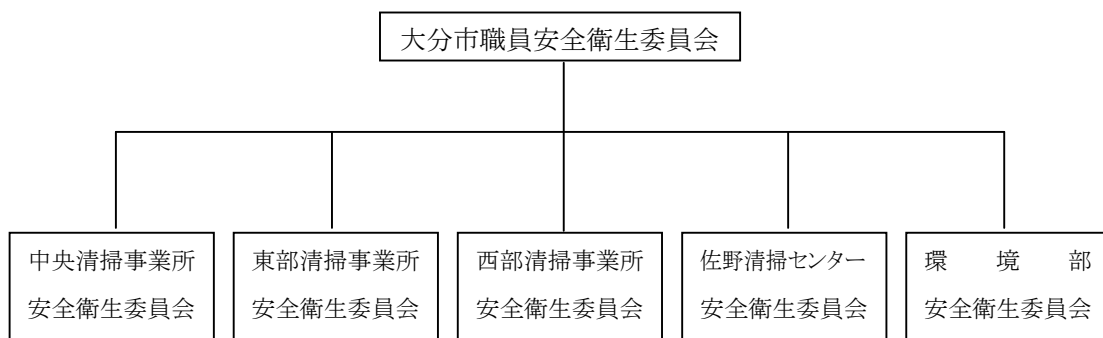 大分市職員安全衛生委員会
中央清掃事業所
安全衛生委員会
東部清掃事業所
安全衛生委員会
西部清掃事業所
安全衛生委員会
佐野清掃センター
安全衛生委員会
環　境　部
安全衛生委員会